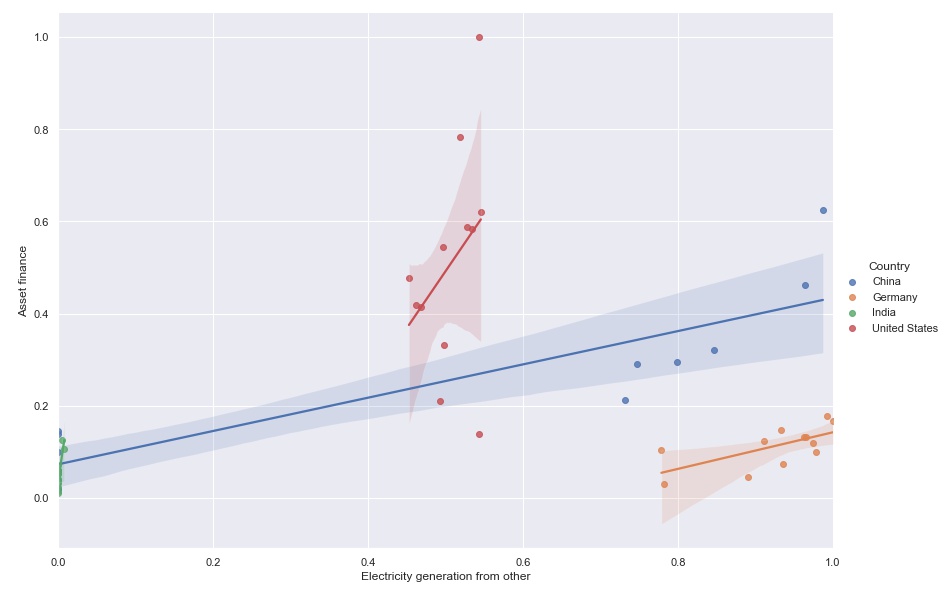 1.0
0.8
0.6
0.4
0.2
0.0
Asset finance
0.0 0.2 0.4 0.6 0.8 1.0
Electricity generation from other
Country
China
Germany
India
United States